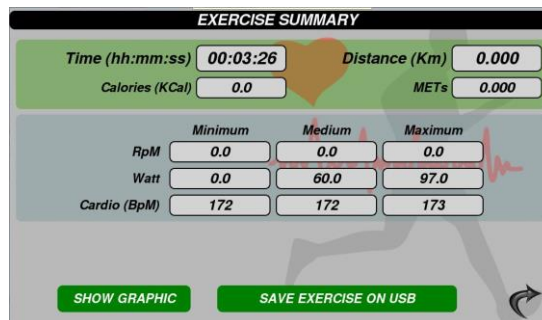 EXERCISE SUMMARY
Time (hh:mm:ss) 00:03:26 Distance (Km) 0.000
Calories (KCal) 0.0 METs 0.000
Minimum Medium Maximum
RpM 0.0 0.0 0.0
Watt 0.0 60.0 97.0
Cardio (BpM) 172 172 173
SHOW GRAPHIC SAVE EXERCISE ON USB